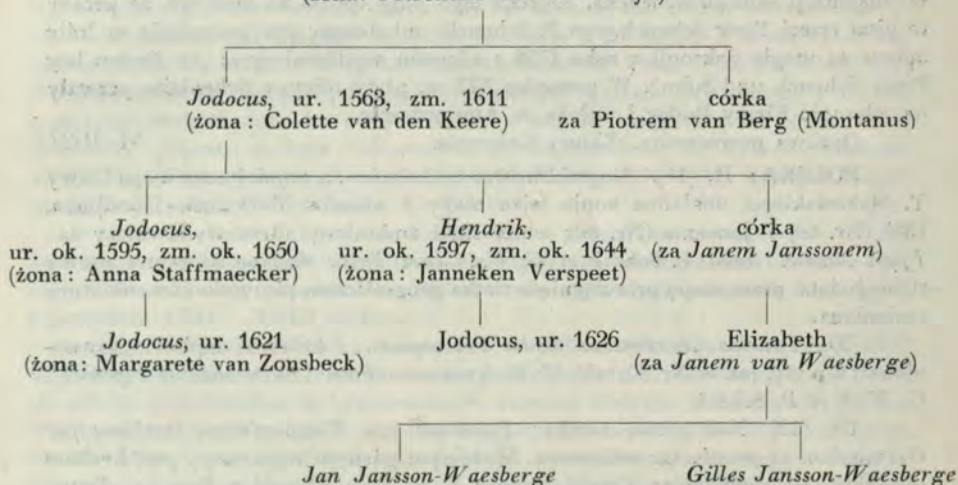 Jodocus, ur. 1563, zm. 1611 córka
(żona : Colette van den Keere) za Piotrem van Berg (Montanus)
Jodocus, Hendrik, córka
ur. ok. 1595, zm. ok. 1650 ur. ok. 1597, zm. ok. 1644 (za Janem Janssonem)
(żona: Anna Staffmaecker) (żona: Janneken Verspeet)
Jodocus, ur. 1621 Jodocus, ur. 1626 Elizabeth
(żona: Margarete van Zonsbeck) (za Janem van Waesberge)
Jan Jansson-Waesberge Gilles Jansson-Waesberge